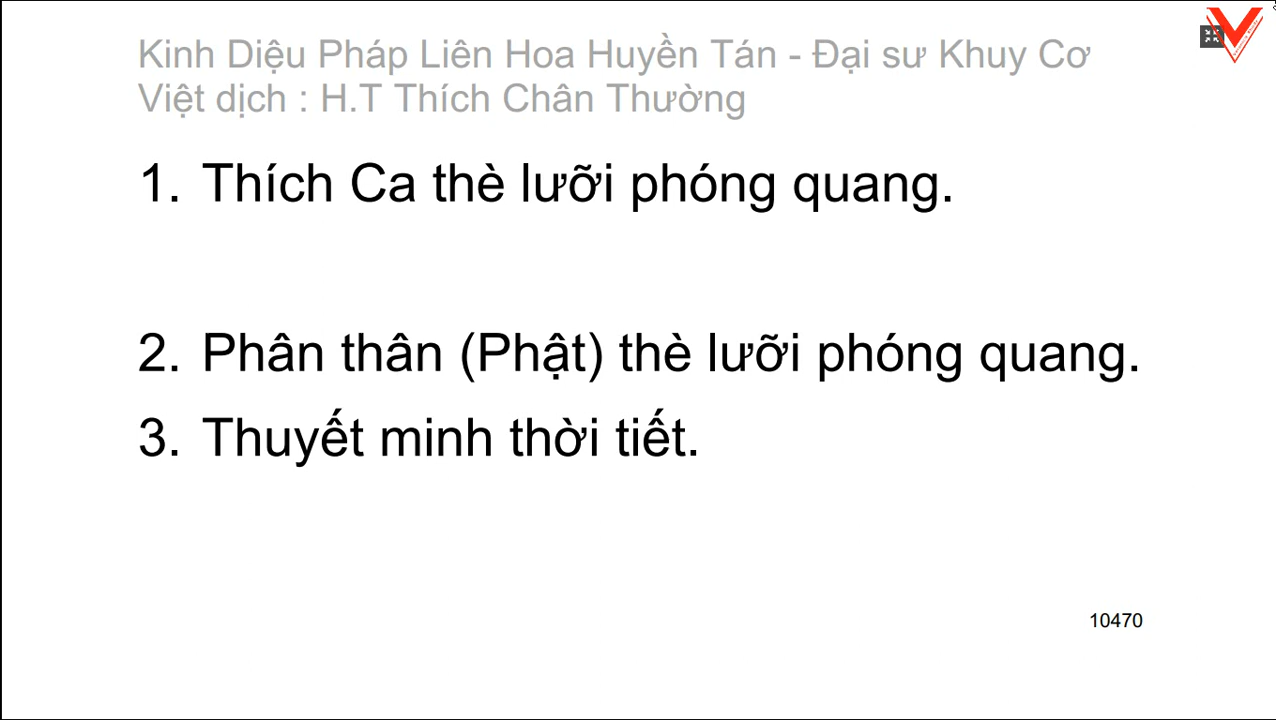 Kinh Diệu Pháp Liên Hoa Huyền Tán - Đại sư Khuy Cơ
Việt dịch : H.T Thích Chân Thường
1. Thích Ca thè lưỡi phóng quang.
2. Phân thân (Phật) thè lưỡi phóng quang.
3. Thuyết minh thời tiết.
10470